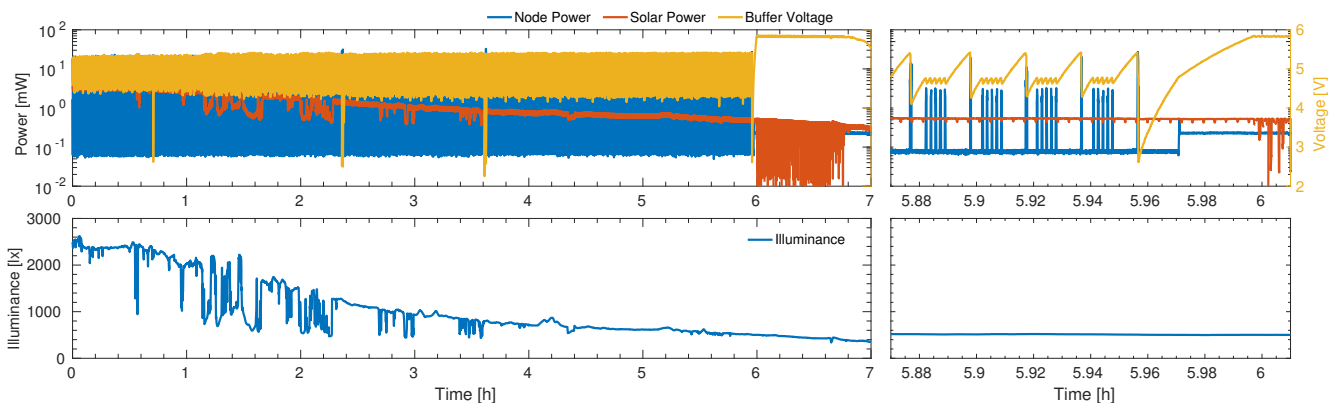 Node Power Solar Power Buffer Voltage
Power [mW]
10^2
10^1
10^0
10^-1
10^-2
0 1 2 3 4 5 6 7
5.88 5.9 5.92 5.94 5.96 5.98 6
6
5
4
3
2
Voltage [V]
Illuminance [lx]
3000
2000
1000
0
Illuminance
0 1 2 3 4 5 6 7
Time [h]
5.88 5.9 5.92 5.94 5.96 5.98 6
Time [h]